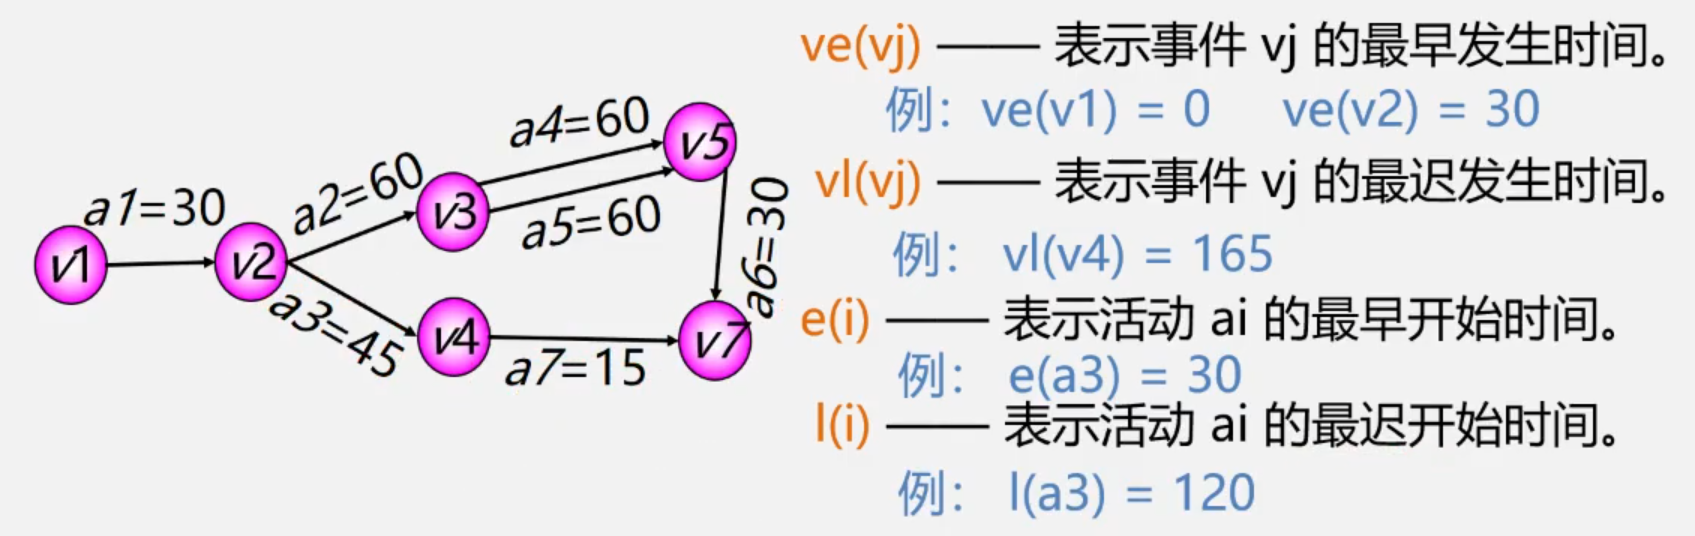 a1=30
a2=60
a3=45
a4=60
a5=60
a6=30
a7=15
v1
v2
v3
v4
v5
v7
ve(vj) —— 表示事件 vj 的最早发生时间。
例：ve(v1) = 0 ve(v2) = 30
vl(vj) —— 表示事件 vj 的最迟发生时间。
例： vl(v4) = 165
e(i) —— 表示活动 ai 的最早开始时间。
例： e(a3) = 30
l(i) —— 表示活动 ai 的最迟开始时间。
例： l(a3) = 120